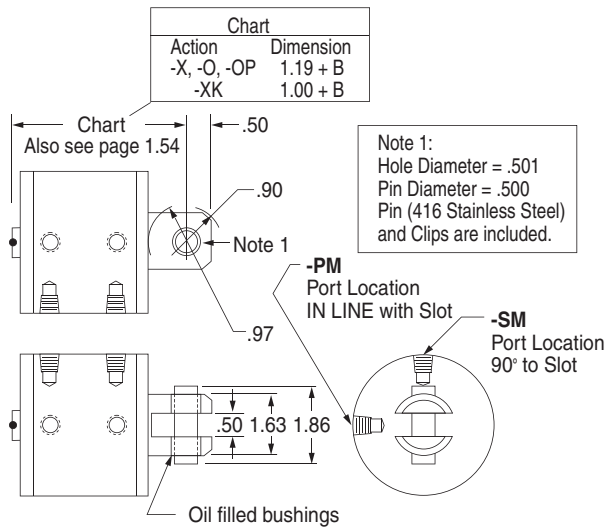 Chart
Action Dimension
-X, -O, -OP 1.19 + B
-XK 1.00 + B
Chart
Also see page 1.54
.50
.90
Note 1
.97
Note 1:
Hole Diameter = .501
Pin Diameter = .500
Pin (416 Stainless Steel)
and Clips are included.
-PM
Port Location
IN LINE with Slot
-SM
Port Location
90° to Slot
.50 1.63 1.86
Oil filled bushings